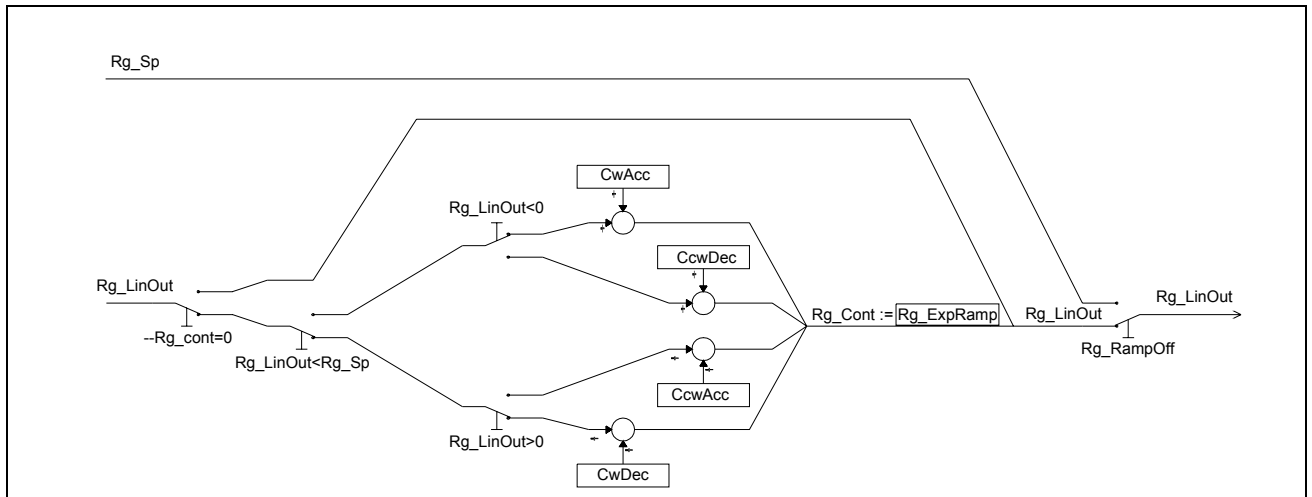 Rg_Sp
CwAcc
Rg_LinOut<0
CcwDec
Rg_LinOut
Rg_LinOut
Rg_Cont := Rg_ExpRamp
Rg_LinOut
--Rg_cont=0
Rg_LinOut<Rg_Sp
Rg_RampOff
CcwAcc
Rg_LinOut>0
CwDec